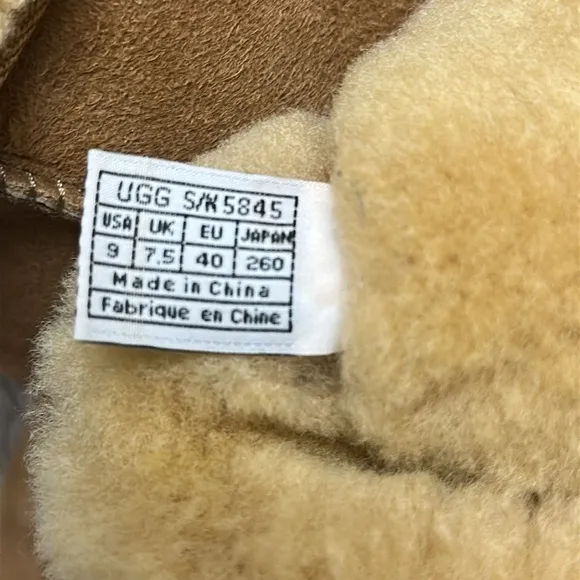 UGG S/N5845
USA UK EU JAPAN
9 7.5 40 260
Made in China
Fabrique en Chine